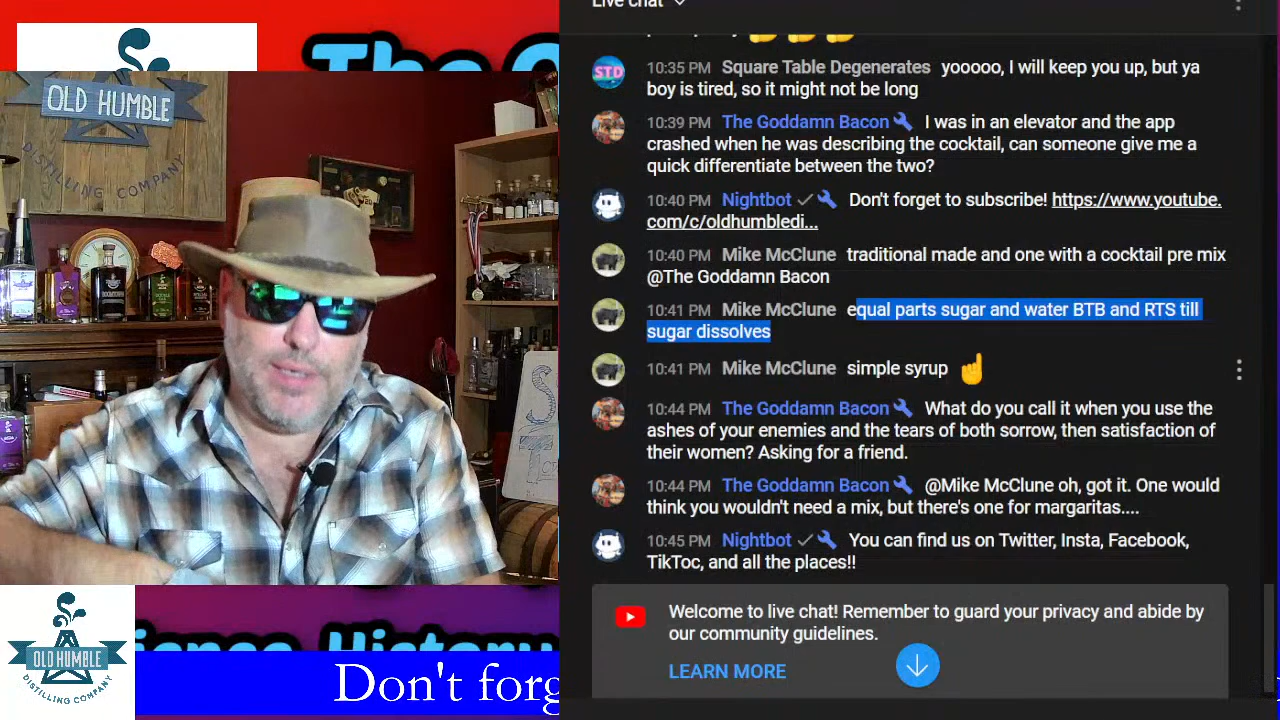 The
OLD HUMBLE
DISTILLING COMPANY
Live chat
STD
10:35 PM Square Table Degenerates yooooo, I will keep you up, but ya
boy is tired, so it might not be long
10:39 PM The Goddamn Bacon I was in an elevator and the app
crashed when he was describing the cocktail, can someone give me a
quick differentiate between the two?
10:40 PM Nightbot Don't forget to subscribe! https://www.youtube.
com/c/oldhumbledi...
10:40 PM Mike McClune traditional made and one with a cocktail pre mix
@The Goddamn Bacon
10:41 PM Mike McClune equal parts sugar and water BTB and RTS till
sugar dissolves
10:41 PM Mike McClune simple syrup ☝
10:44 PM The Goddamn Bacon What do you call it when you use the
ashes of your enemies and the tears of both sorrow, then satisfaction of
their women? Asking for a friend.
10:44 PM The Goddamn Bacon @Mike McClune oh, got it. One would
think you wouldn't need a mix, but there's one for margaritas....
10:45 PM Nightbot You can find us on Twitter, Insta, Facebook,
TikToc, and all the places!!
Welcome to live chat! Remember to guard your privacy and abide by
our community guidelines.
LEARN MORE
OLD HUMBLE
DISTILLING COMPANY
ience History
Don't forg